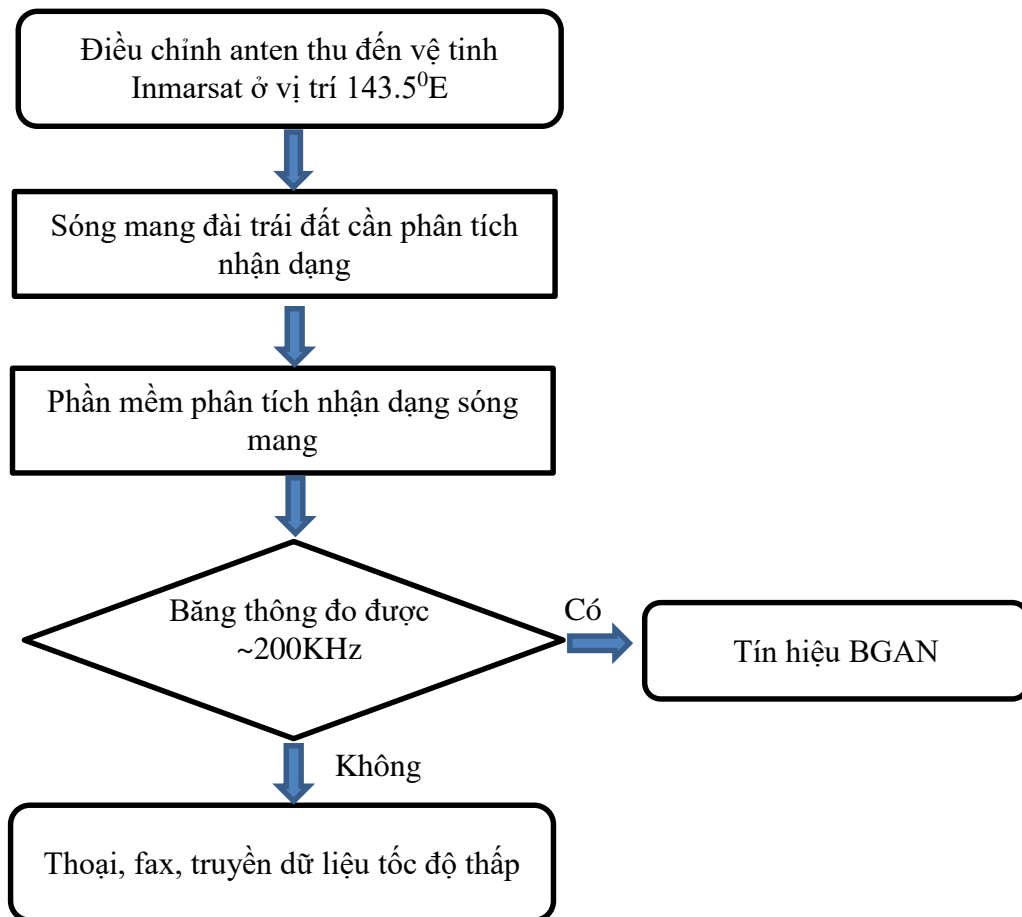 Điều chỉnh anten thu đến vệ tinh
Inmarsat ở vị trí 143.5⁰E
Sóng mang đài trái đất cần phân tích
nhận dạng
Phần mềm phân tích nhận dạng sóng
mang
Băng thông đo được
~200KHz
Có
Tín hiệu BGAN
Không
Thoại, fax, truyền dữ liệu tốc độ thấp